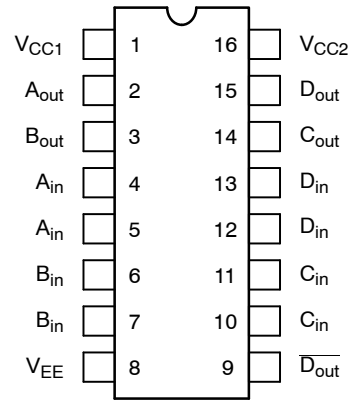 VCC1 1 16 VCC2
Aout 2 15 Dout
Bout 3 14 Cout
Ain 4 13 Din
Ain 5 12 Din
Bin 6 11 Cin
Bin 7 10 Cin
VEE 8 9 D̅o̅u̅t̅